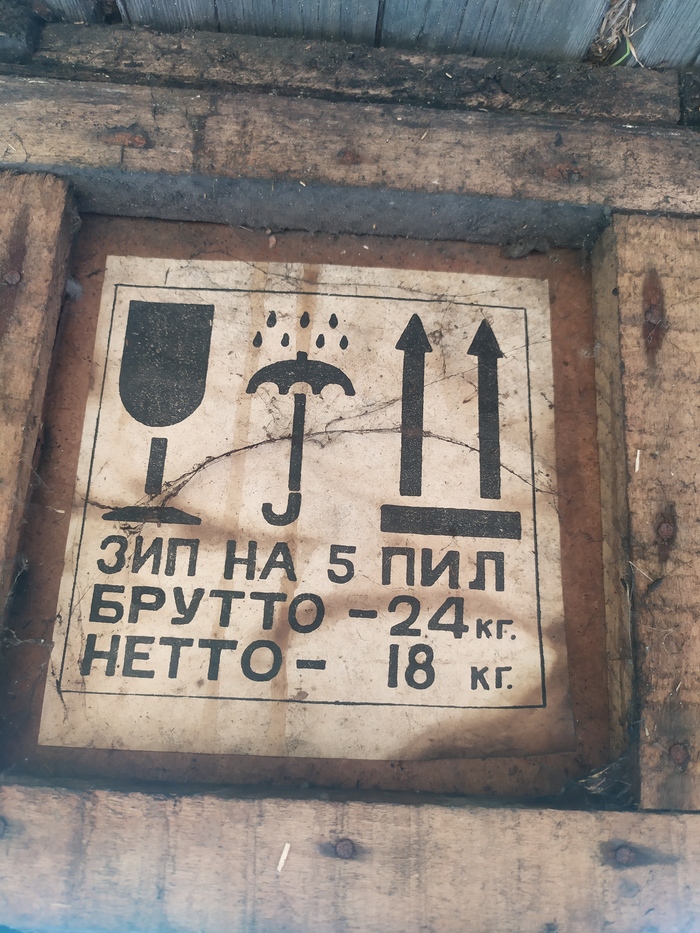 ЗИП НА 5 ПИЛ
БРУТТО - 24 кг.
НЕТТО - 18 кг.